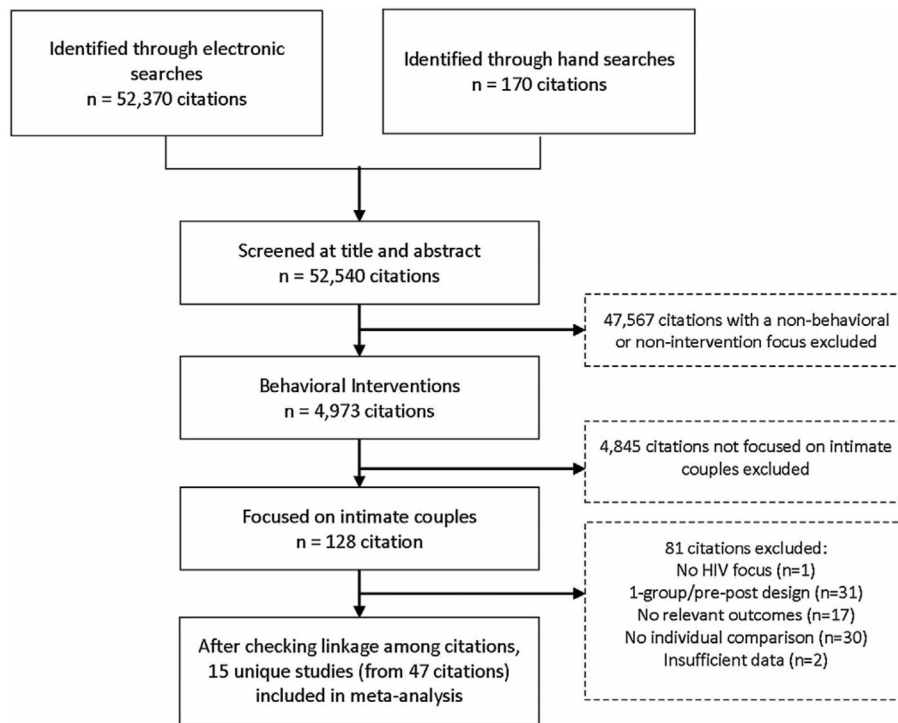 Identified through electronic
searches
n = 52,370 citations
Identified through hand searches
n = 170 citations
Screened at title and abstract
n = 52,540 citations
47,567 citations with a non-behavioral
or non-intervention focus excluded
Behavioral Interventions
n = 4,973 citations
4,845 citations not focused on intimate
couples excluded
Focused on intimate couples
n = 128 citation
81 citations excluded:
No HIV focus (n=1)
1-group/pre-post design (n=31)
No relevant outcomes (n=17)
No individual comparison (n=30)
Insufficient data (n=2)
After checking linkage among citations,
15 unique studies (from 47 citations)
included in meta-analysis